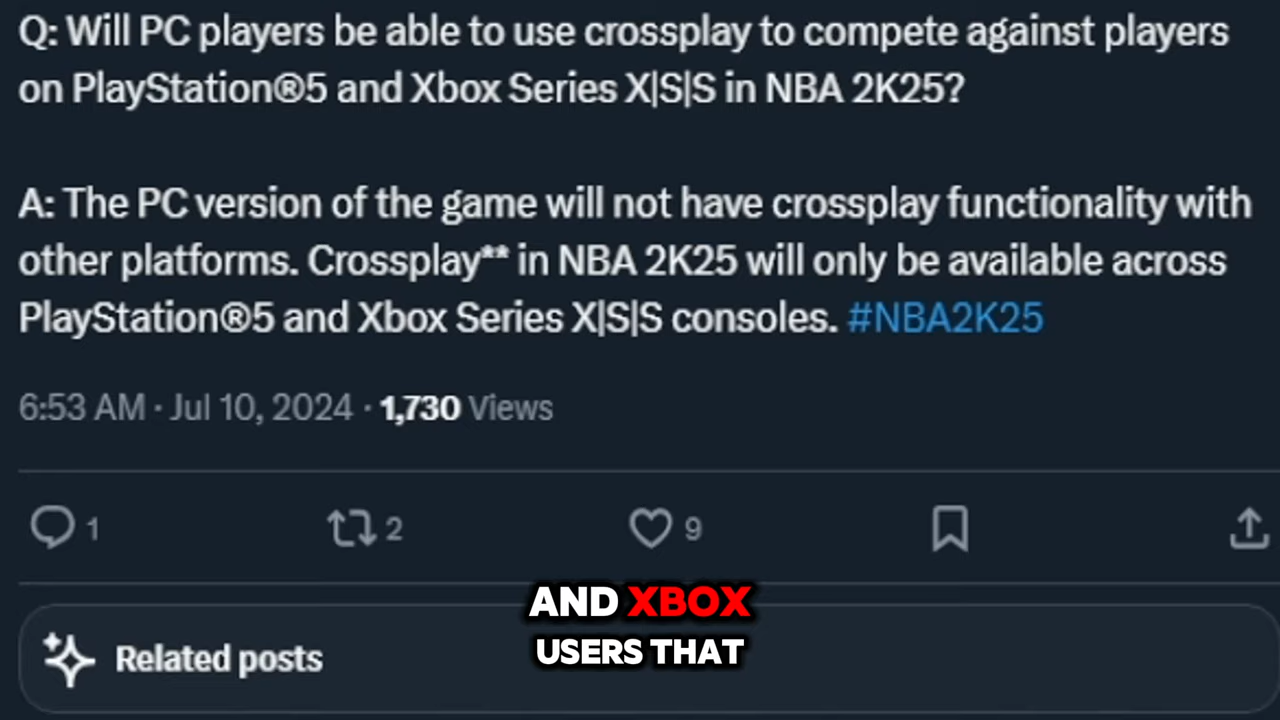 Q: Will PC players be able to use crossplay to compete against players
on PlayStation®5 and Xbox Series X|S|S in NBA 2K25?
A: The PC version of the game will not have crossplay functionality with
other platforms. Crossplay** in NBA 2K25 will only be available across
PlayStation®5 and Xbox Series X|S|S consoles. #NBA2K25
6:53 AM · Jul 10, 2024 · 1,730 Views
1 2 9
AND XBOX
USERS THAT
Related posts